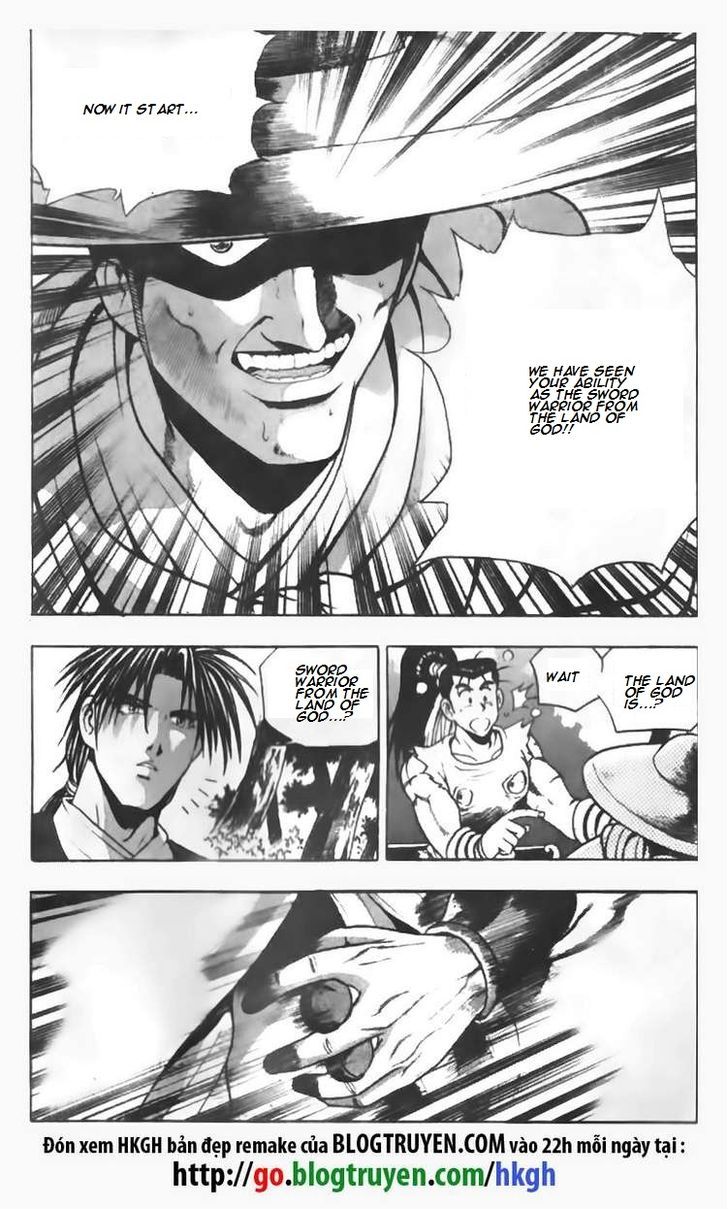 NOW IT START...
WE HAVE SEEN
YOUR ABILITY
AS THE SWORD
WARRIOR FROM
THE LAND OF
GOD!!
SWORD
WARRIOR
FROM THE
LAND OF
GOD...?
WAIT
THE LAND
OF GOD
IS...?
Đón xem HKGH bản đẹp remake của BLOGTRUYEN.COM vào 22h mỗi ngày tại :
http://go.blogtruyen.com/hkgh